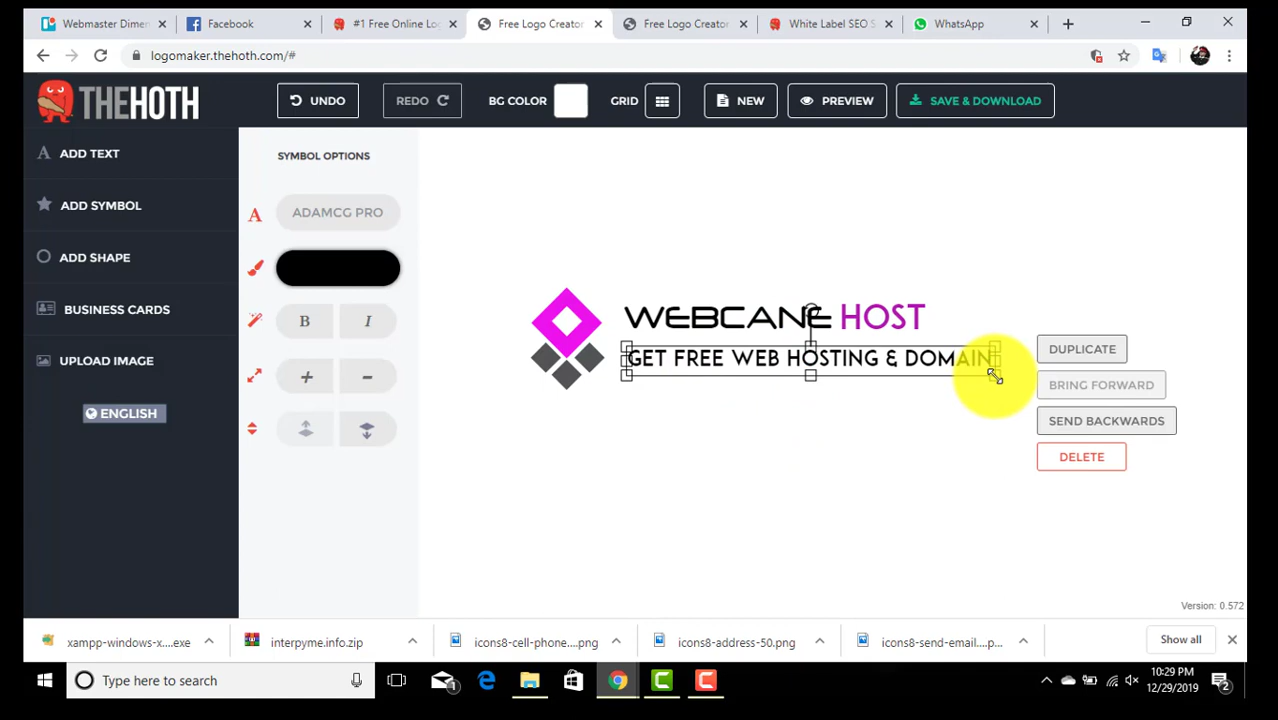 Webmaster Dimen
Facebook
#1 Free Online Lo
Free Logo Creator
Free Logo Creator
White Label SEO S
WhatsApp
logomaker.thehoth.com/#
THEHOTH
UNDO
REDO
BG COLOR
GRID
NEW
PREVIEW
SAVE & DOWNLOAD
A ADD TEXT
ADD SYMBOL
ADD SHAPE
BUSINESS CARDS
UPLOAD IMAGE
ENGLISH
SYMBOL OPTIONS
A ADAMCG PRO
B I
+ -
WEBCANE HOST
GET FREE WEB HOSTING & DOMAIN
DUPLICATE
BRING FORWARD
SEND BACKWARDS
DELETE
Version: 0.572
xampp-windows-x....exe
interpyme.info.zip
icons8-cell-phone....png
icons8-address-50.png
icons8-send-email....p...
Show all
Type here to search
1
10:29 PM
12/29/2019
2